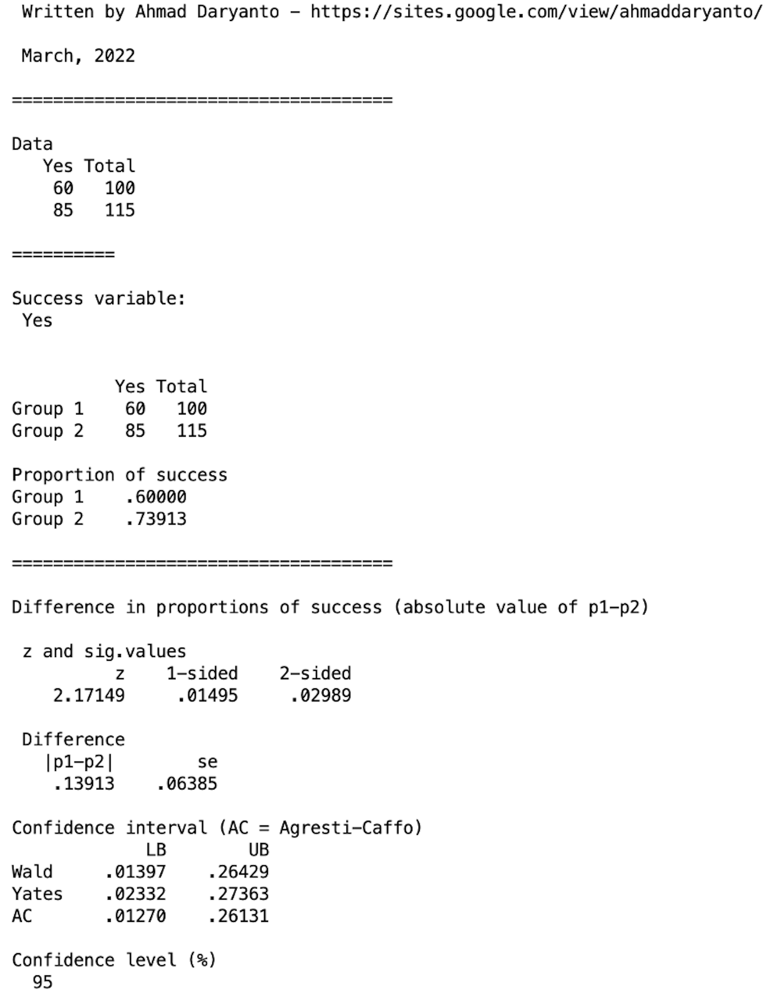 Written by Ahmad Daryanto - https://sites.google.com/view/ahmaddaryanto/
March, 2022
=====================================
Data
Yes Total
60 100
85 115
==========
Success variable:
Yes
Yes Total
Group 1 60 100
Group 2 85 115
Proportion of success
Group 1 .60000
Group 2 .73913
=====================================
Difference in proportions of success (absolute value of p1-p2)
z and sig.values
z 1-sided 2-sided
2.17149 .01495 .02989
Difference
|p1-p2| se
.13913 .06385
Confidence interval (AC = Agresti-Caffo)
LB UB
Wald .01397 .26429
Yates .02332 .27363
AC .01270 .26131
Confidence level (%)
95